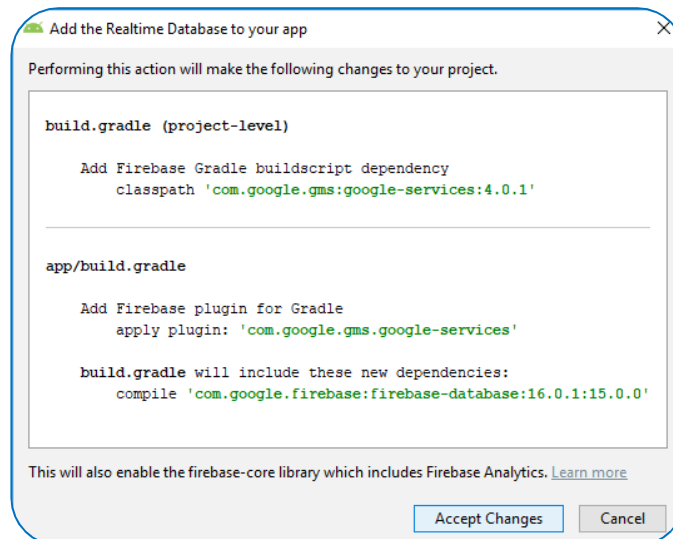 Add the Realtime Database to your app
Performing this action will make the following changes to your project.
build.gradle (project-level)
Add Firebase Gradle buildscript dependency
classpath 'com.google.gms:google-services:4.0.1'
app/build.gradle
Add Firebase plugin for Gradle
apply plugin: 'com.google.gms.google-services'
build.gradle will include these new dependencies:
compile 'com.google.firebase:firebase-database:16.0.1:15.0.0'
This will also enable the firebase-core library which includes Firebase Analytics. Learn more
Accept Changes Cancel